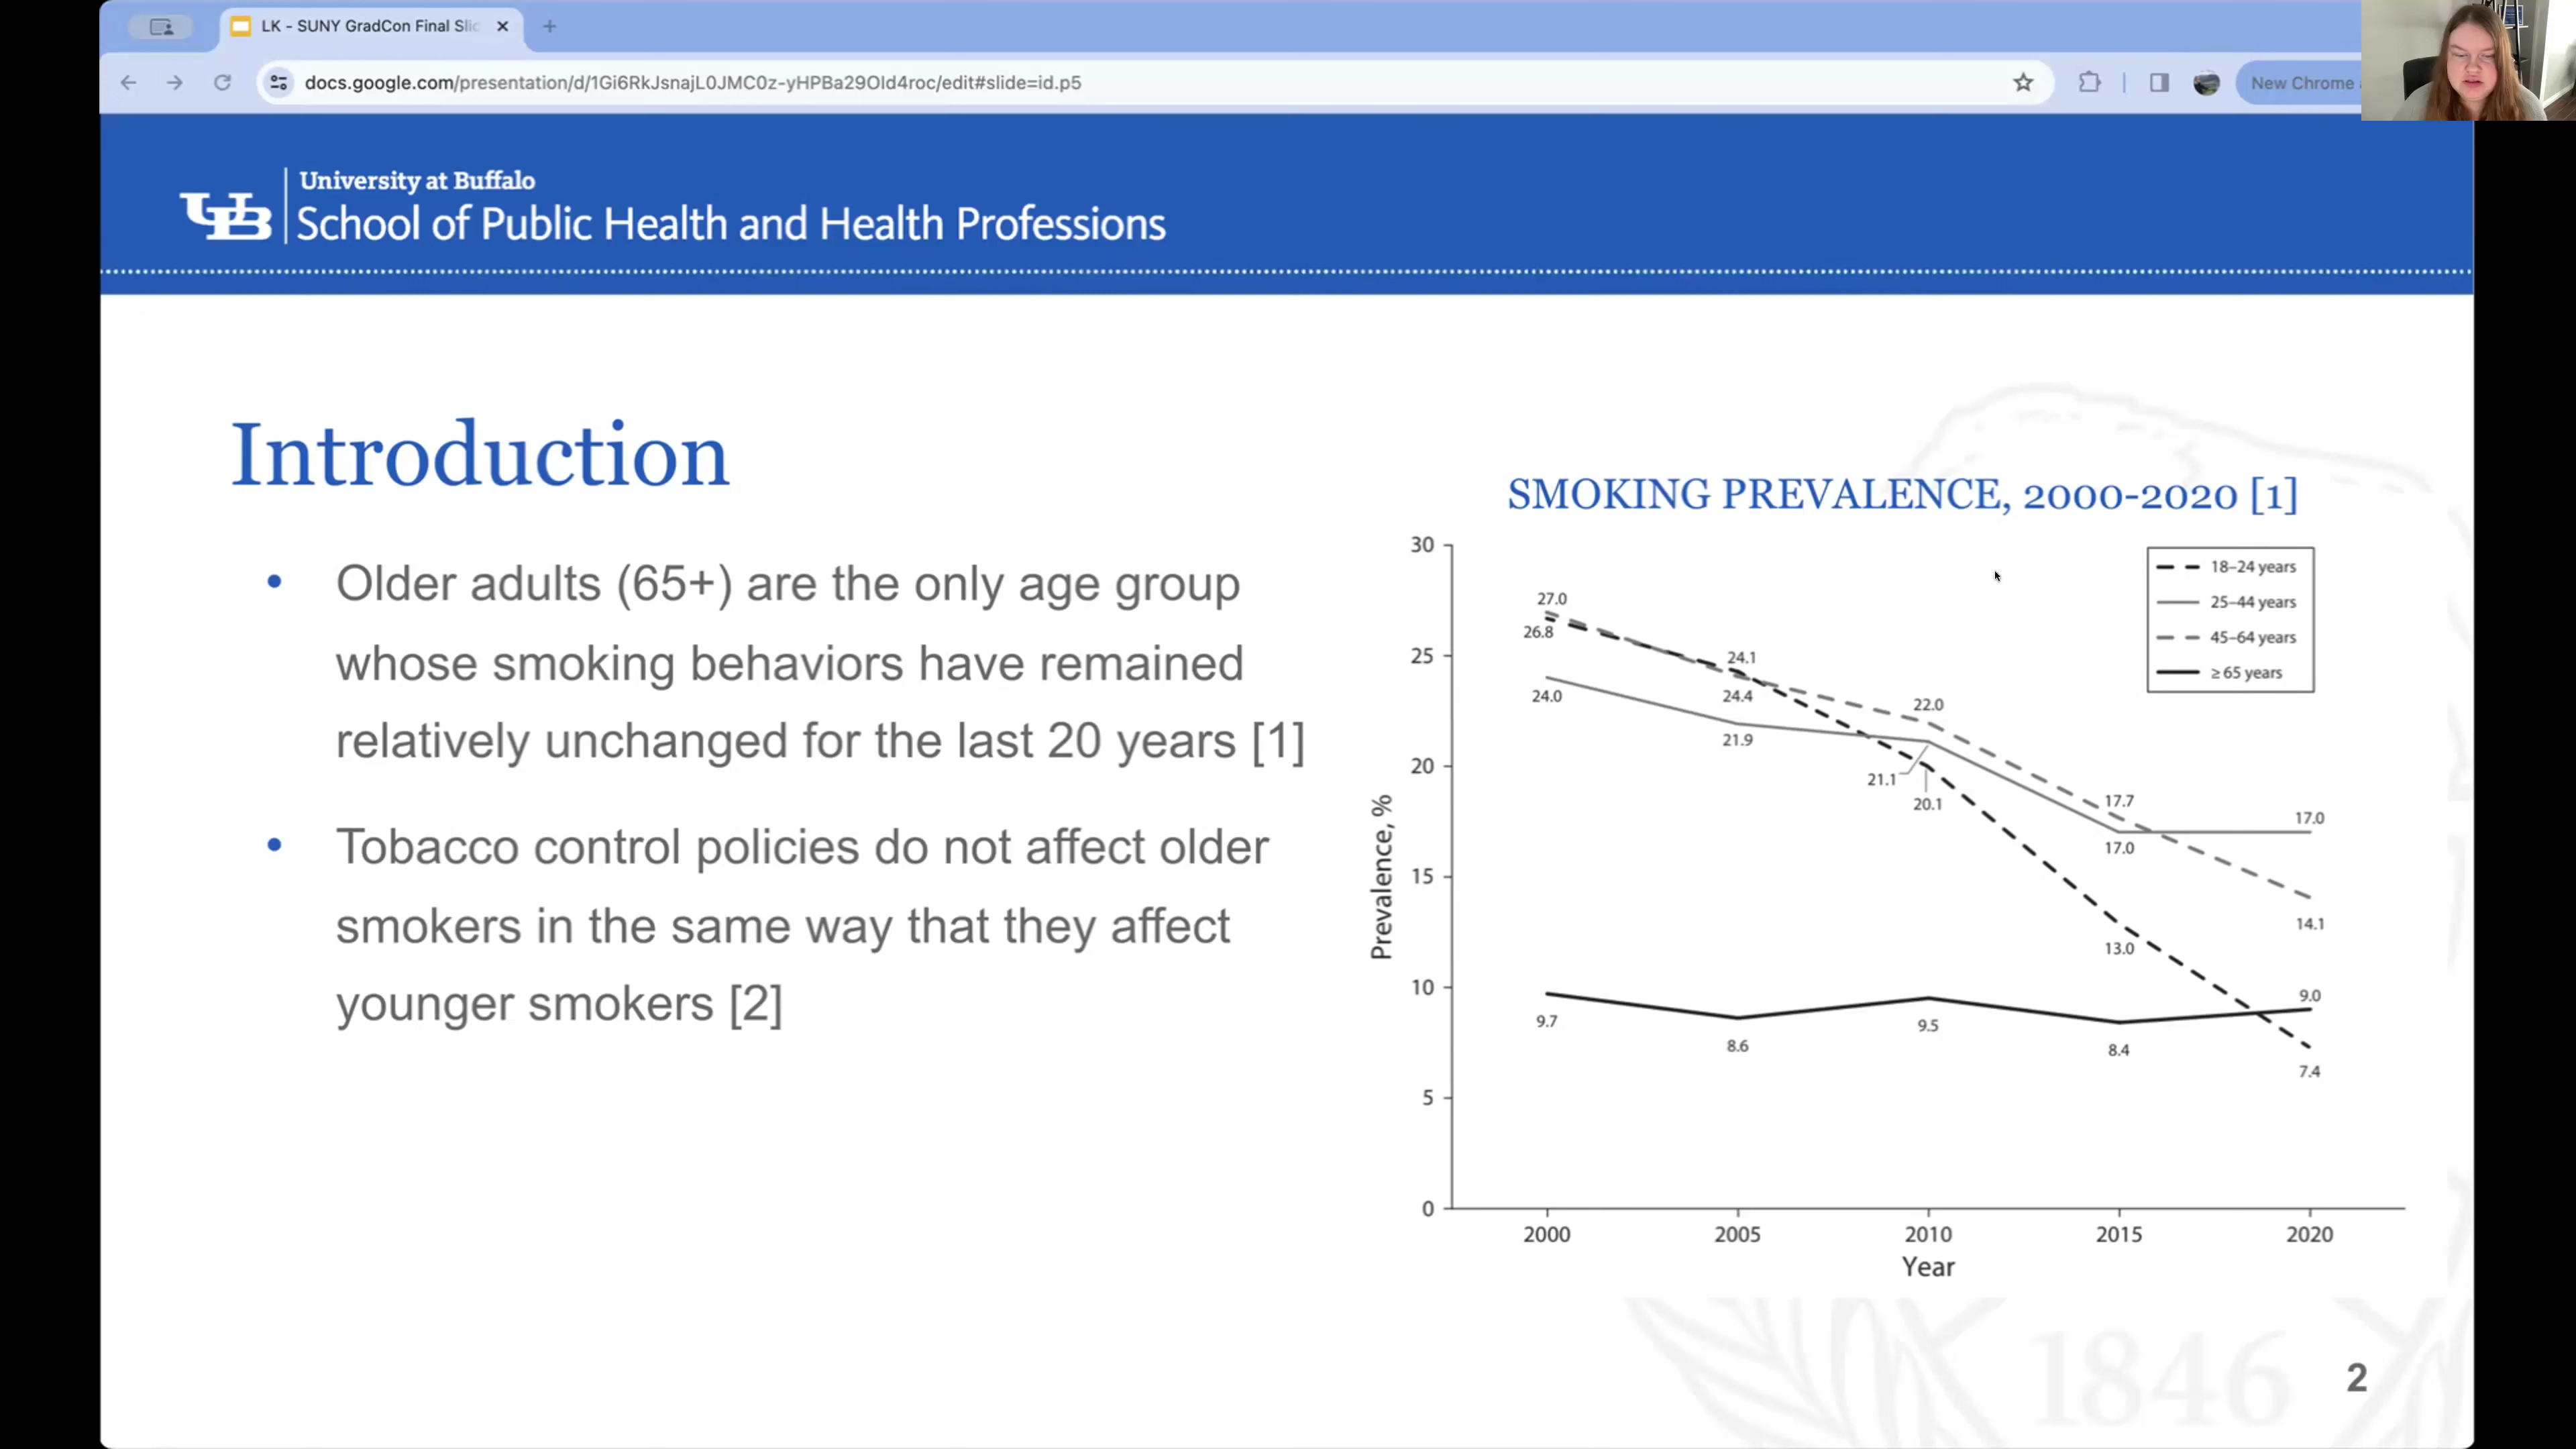 LK - SUNY GradCon Final Slic
docs.google.com/presentation/d/1Gi6RkJsnajL0JMC0z-yHPBa29Old4roc/edit#slide=id.p5
New Chrome
University at Buffalo
UB
School of Public Health and Health Professions
Introduction
• Older adults (65+) are the only age group
whose smoking behaviors have remained
relatively unchanged for the last 20 years [1]
• Tobacco control policies do not affect older
smokers in the same way that they affect
younger smokers [2]
SMOKING PREVALENCE, 2000-2020 [1]
30
25
20
15
10
5
0
Prevalence, %
18–24 years
25–44 years
45–64 years
≥ 65 years
27.0
26.8
24.0
24.1
24.4
21.9
22.0
21.1
20.1
17.7
17.0
13.0
17.0
14.1
9.0
7.4
9.7
8.6
9.5
8.4
2000 2005 2010 2015 2020
Year
1846
2